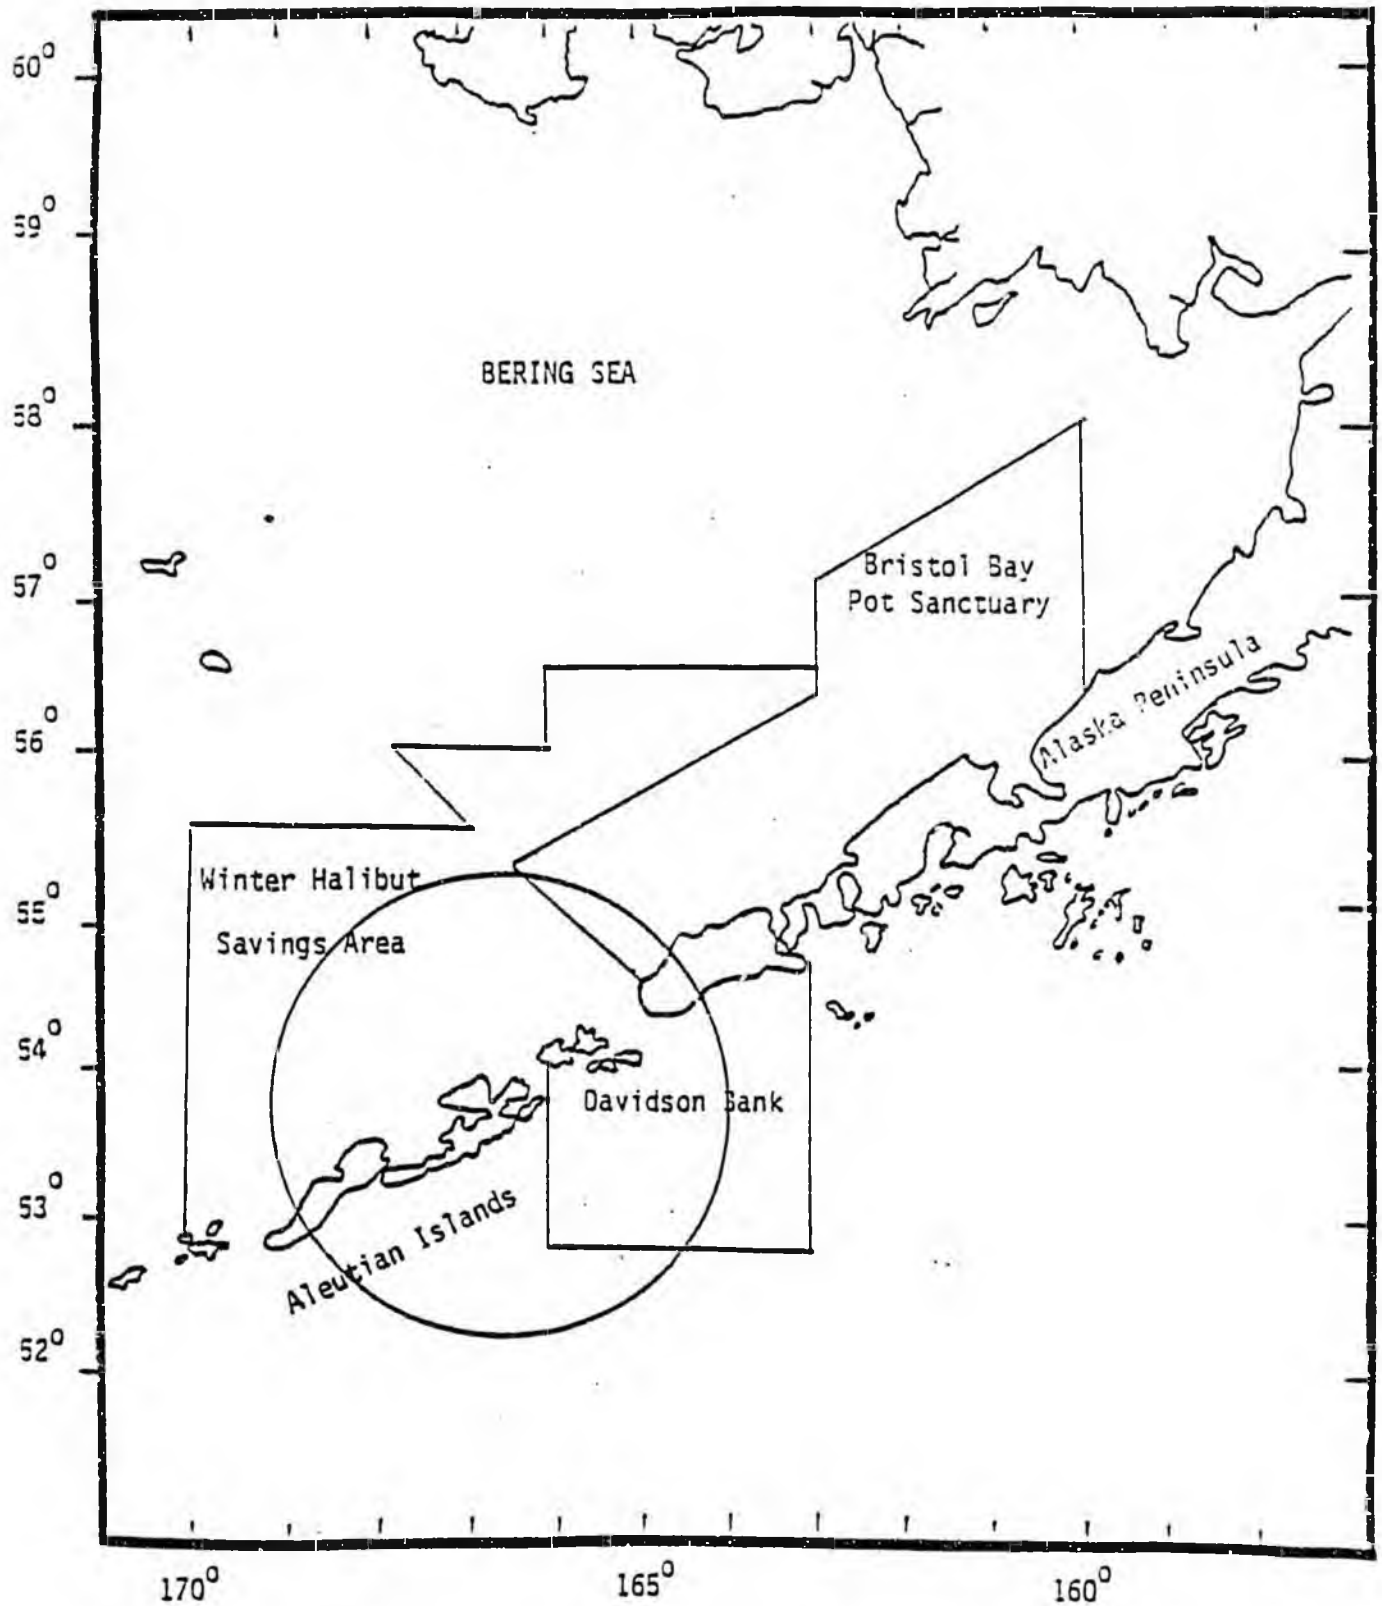 60°
59°
58°
57°
56°
55°
54°
53°
52°
BERING SEA
Bristol Bay
Pot Sanctuary
Alaska Peninsula
Winter Halibut
Savings Area
Davidson Bank
Aleutian Islands
170°
165°
160°